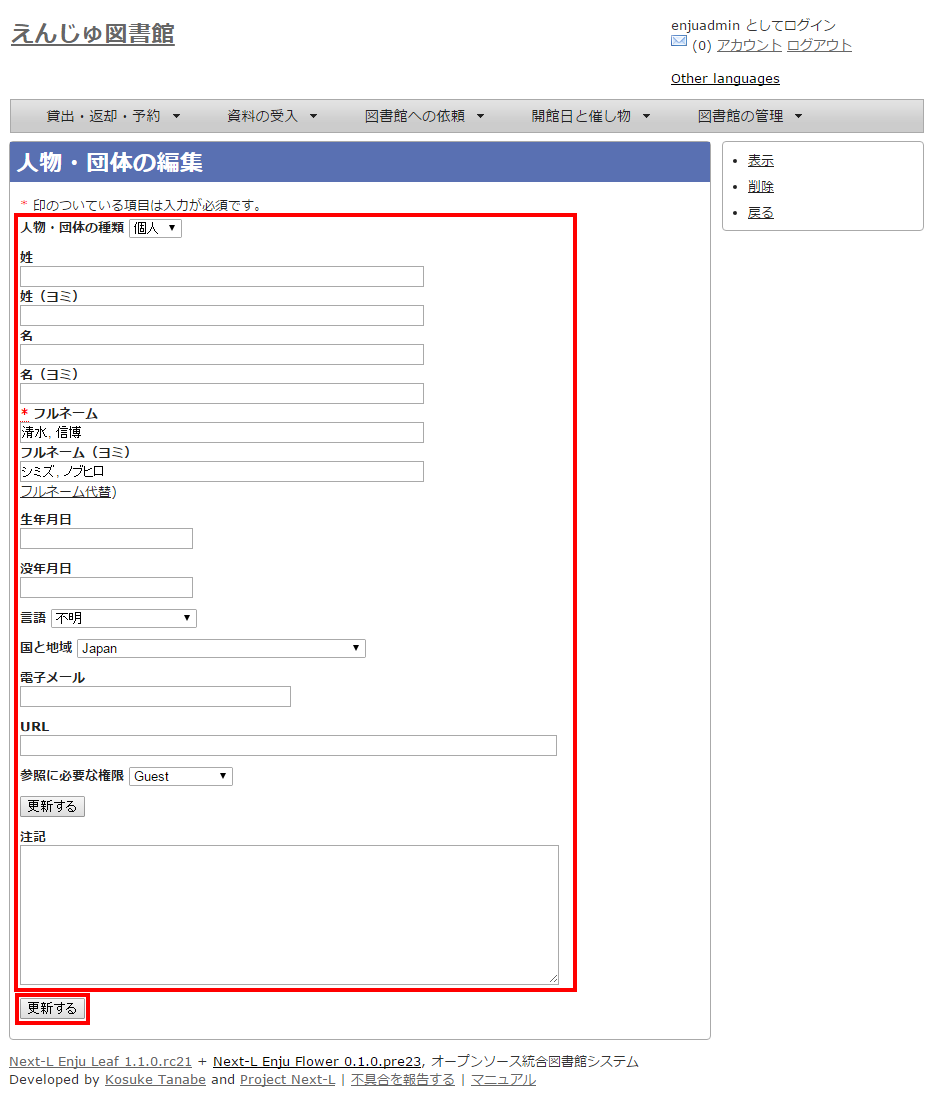 えんじゅ図書館
enjuadmin としてログイン
(0) アカウント ログアウト
Other languages
貸出・返却・予約 ▼ 資料の受入 ▼ 図書館への依頼 ▼ 開館日と催し物 ▼ 図書館の管理 ▼
人物・団体の編集
* 印のついている項目は入力が必須です。
人物・団体の種類 個人 ▼
姓
姓（ヨミ）
名
名（ヨミ）
* フルネーム
清水, 信博
フルネーム（ヨミ）
シミズ, ノブヒロ
フルネーム代替)
生年月日
没年月日
言語 不明 ▼
国と地域 Japan ▼
電子メール
URL
参照に必要な権限 Guest ▼
更新する
注記
更新する
• 表示
• 削除
• 戻る
Next-L Enju Leaf 1.1.0.rc21 + Next-L Enju Flower 0.1.0.pre23, オープンソース統合図書館システム
Developed by Kosuke Tanabe and Project Next-L | 不具合を報告する | マニュアル